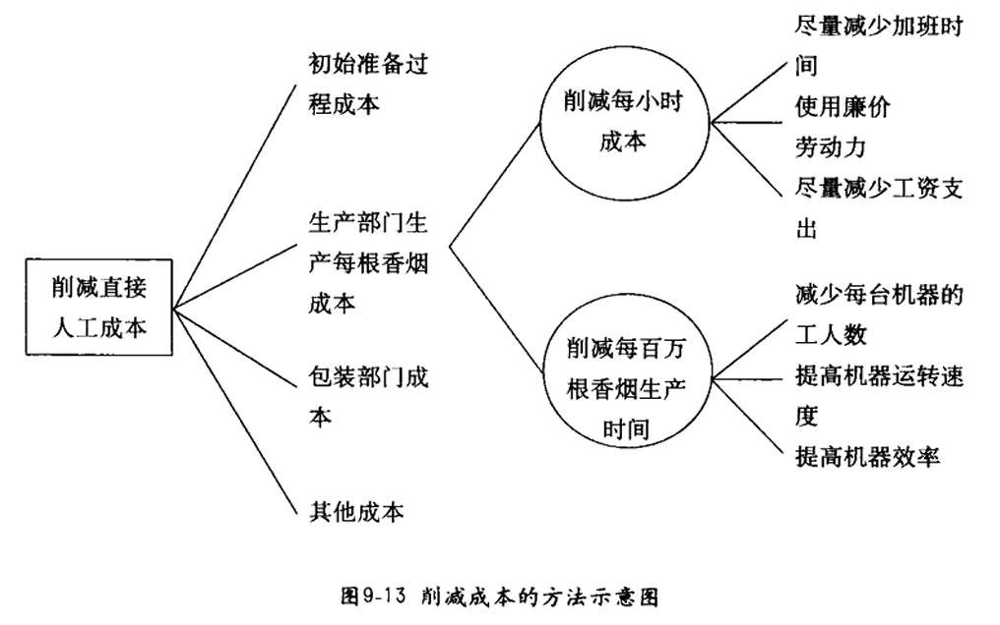 削减直接
人工成本
初始准备过
程成本
生产部门生
产每根香烟
成本
包装部门成
本
其他成本
削减每小时
成本
削减每百万
根香烟生产
时间
尽量减少加班时
间
使用廉价
劳动力
尽量减少工资支
出
减少每台机器的
工人数
提高机器运转速
度
提高机器效率
图9-13 削减成本的方法示意图